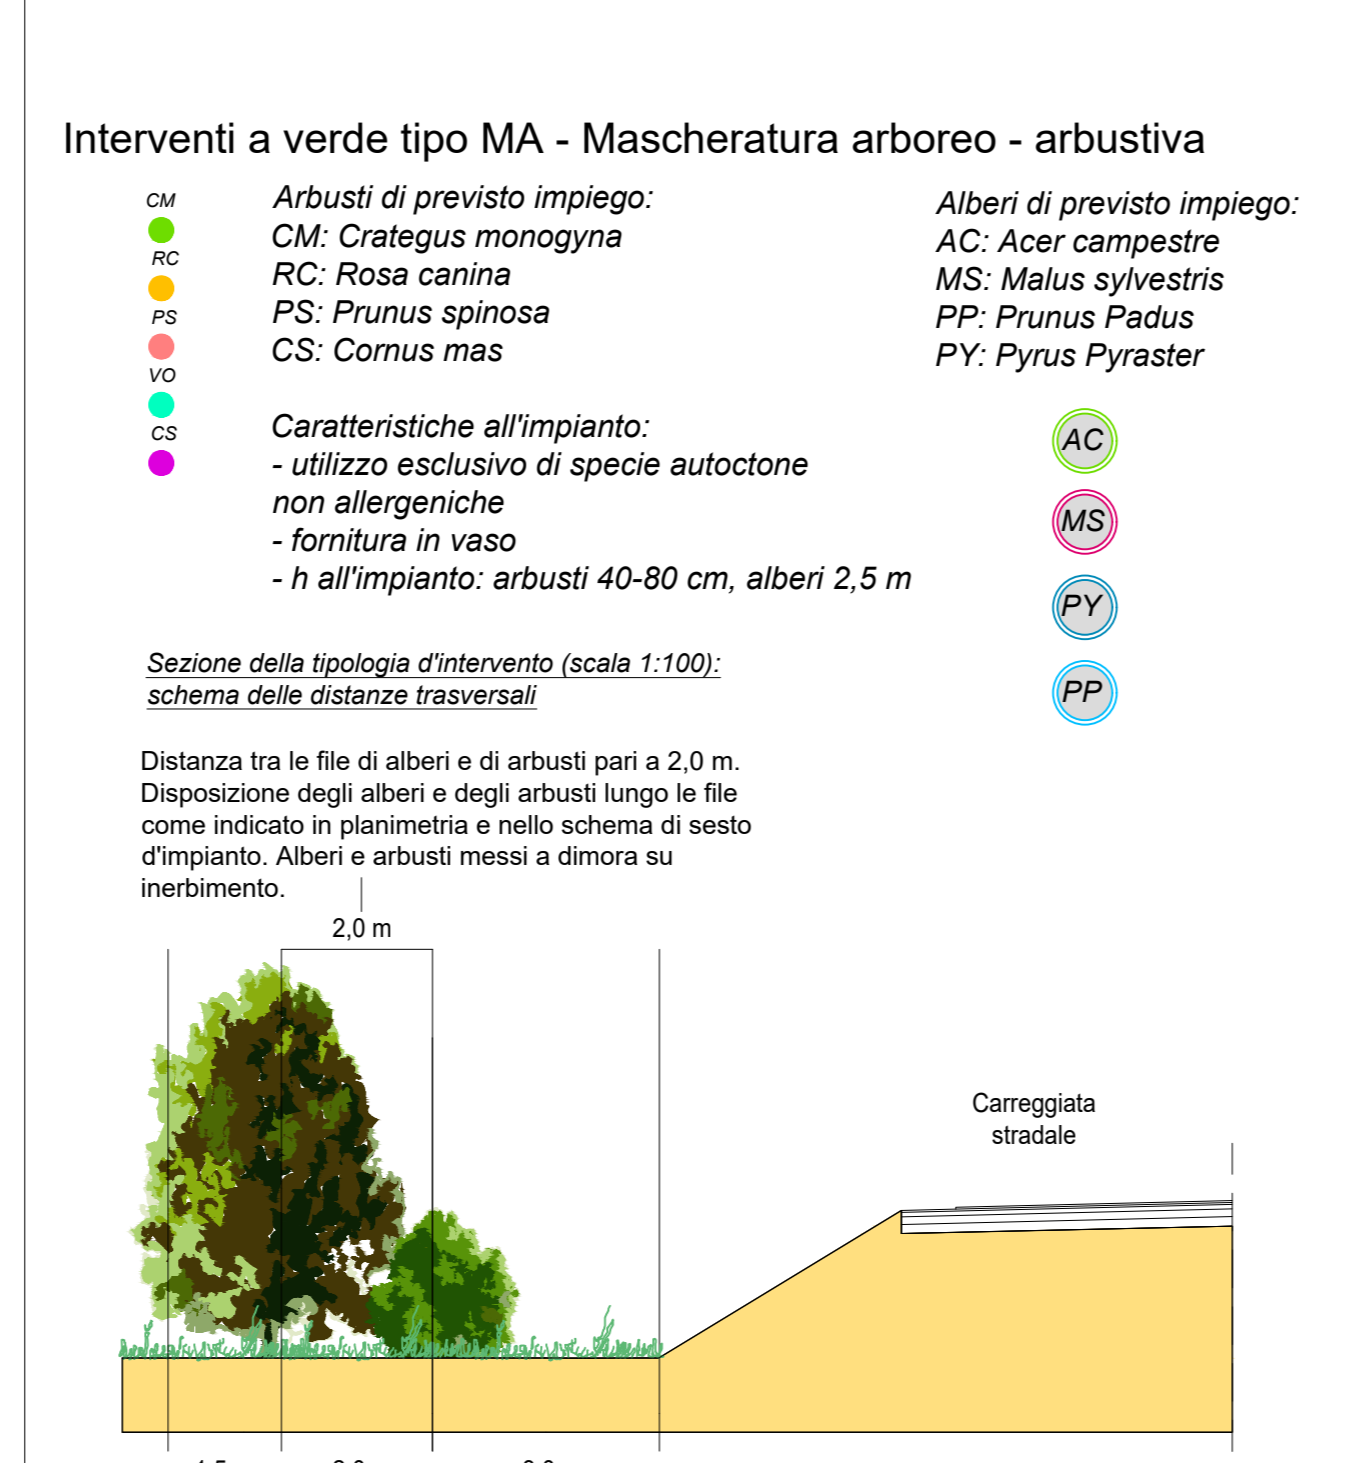 Interventi a verde tipo MA - Mascheratura arboreo - arbustiva
CM
RC
PS
VO
CS
Arbusti di previsto impiego:
CM: Crategus monogyna
RC: Rosa canina
PS: Prunus spinosa
CS: Cornus mas
Caratteristiche all'impianto:
- utilizzo esclusivo di specie autoctone
non allergeniche
- fornitura in vaso
- h all'impianto: arbusti 40-80 cm, alberi 2,5 m
Alberi di previsto impiego:
AC: Acer campestre
MS: Malus sylvestris
PP: Prunus Padus
PY: Pyrus Pyraster
AC
MS
PY
PP
Sezione della tipologia d'intervento (scala 1:100):
schema delle distanze trasversali
Distanza tra le file di alberi e di arbusti pari a 2,0 m.
Disposizione degli alberi e degli arbusti lungo le file
come indicato in planimetria e nello schema di sesto
d'impianto. Alberi e arbusti messi a dimora su
inerbimento.
2,0 m
Carreggiata
stradale